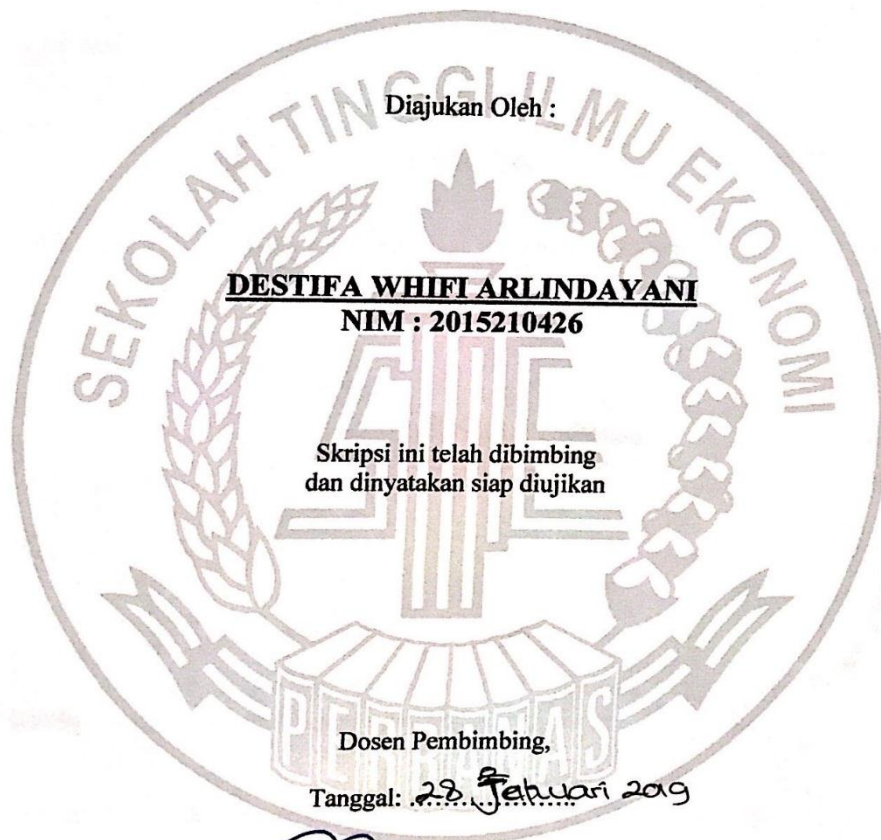 Diajukan Oleh :
SEKOLAH TINGGI ILMU EKONOMI
DESTIFA WHIFI ARLINDAYANI
NIM : 2015210426
Skripsi ini telah dibimbing
dan dinyatakan siap diujikan
PERBANAS
Dosen Pembimbing,
Tanggal: 28 Februari 2019